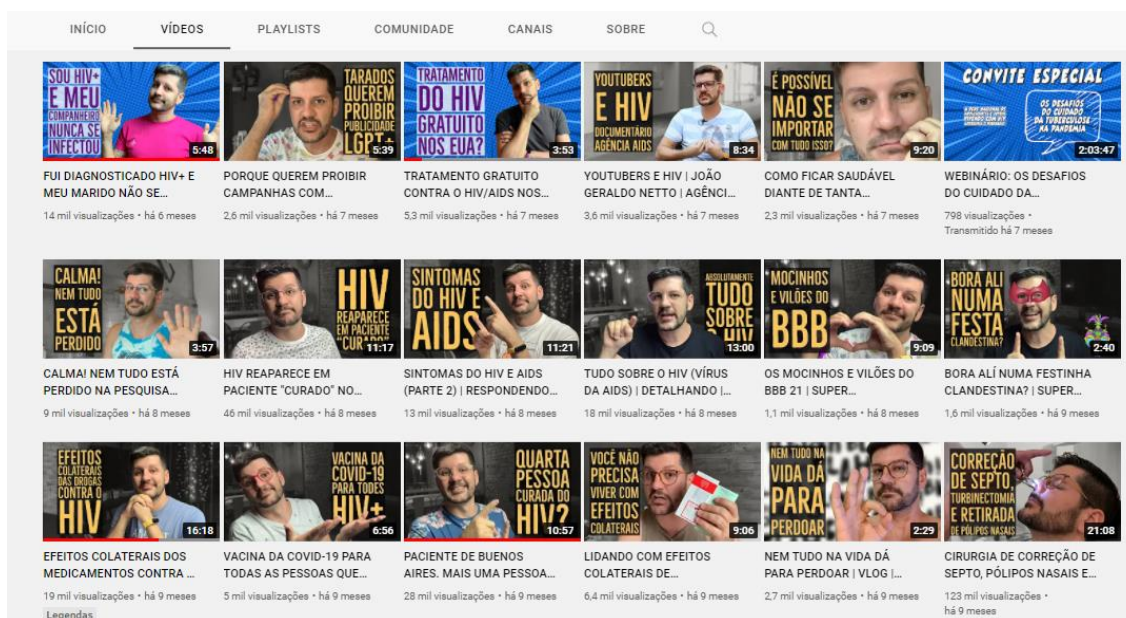 INÍCIO VÍDEOS PLAYLISTS COMUNIDADE CANAIS SOBRE
SOU HIV+
E MEU
COMPANHEIRO
NUNCA SE
INFECTOU
5:48
TARADOS
QUEREM
PROIBIR
PUBLICIDADE
LGBT+
5:39
TRATAMENTO
DO HIV
GRATUITO
NOS EUA?
3:53
YOUTUBERS
E HIV
DOCUMENTÁRIO
AGÊNCIA AIDS
8:34
É POSSÍVEL
NÃO SE
IMPORTAR
COM TUDO ISSO?
9:20
CONVITE ESPECIAL
OS DESAFIOS
DO CUIDADO
DA TUBERCULOSE
NA PANDEMIA
2:03:47
FUI DIAGNOSTICADO HIV+ E
MEU MARIDO NÃO SE...
14 mil visualizações • há 6 meses
PORQUE QUEREM PROIBIR
CAMPANHAS COM...
2,6 mil visualizações • há 7 meses
TRATAMENTO GRATUITO
CONTRA O HIV/AIDS NOS...
5,3 mil visualizações • há 7 meses
YOUTUBERS E HIV | JOÃO
GERALDO NETTO | AGÊNCI...
3,6 mil visualizações • há 7 meses
COMO FICAR SAUDÁVEL
DIANTE DE TANTA...
2,3 mil visualizações • há 7 meses
WEBINÁRIO: OS DESAFIOS
DO CUIDADO DA...
798 visualizações •
Transmitido há 7 meses
CALMA!
NEM TUDO
ESTÁ
PERDIDO
3:57
HIV
REAPARECE
EM PACIENTE
"CUR
11:17
SINTOMAS
DO HIV E
AIDS
11:21
ABSOLUTAMENTE
TUDO
SOBRE
O HIV
13:00
MOCINHOS
E VILÕES DO
BBB
9:09
BORA ALI
NUMA
FESTA
CLANDESTINA?
2:40
CALMA! NEM TUDO ESTÁ
PERDIDO NA PESQUISA...
9 mil visualizações • há 8 meses
HIV REAPARECE EM
PACIENTE "CURADO" NO...
46 mil visualizações • há 8 meses
SINTOMAS DO HIV E AIDS
(PARTE 2) | RESPONDENDO...
13 mil visualizações • há 8 meses
TUDO SOBRE O HIV (VÍRUS
DA AIDS) | DETALHANDO |...
18 mil visualizações • há 8 meses
OS MOCINHOS E VILÕES DO
BBB 21 | SUPER...
1,1 mil visualizações • há 8 meses
BORA ALÍ NUMA FESTINHA
CLANDESTINA? | SUPER...
1,6 mil visualizações • há 9 meses
EFEITOS
COLATERAIS
DAS DROGAS
CONTRA O
HIV
16:18
VACINA DA
COVID-19
PARA TODES
HIV+
6:56
QUARTA
PESSOA
CURADA DO
HIV?
10:57
VOCÊ NÃO
PRECISA
VIVER COM
EFEITOS
COLATERAIS
9:06
NEM TUDO NA
VIDA DÁ
PARA
PERDOAR
2:29
CORREÇÃO
DE SEPTO,
TURBINECTOMIA
E RETIRADA
DE PÓLIPOS NASAIS
21:08
EFEITOS COLATERAIS DOS
MEDICAMENTOS CONTRA ...
19 mil visualizações • há 9 meses
Legendas
VACINA DA COVID-19 PARA
TODAS AS PESSOAS QUE...
5 mil visualizações • há 9 meses
PACIENTE DE BUENOS
AIRES. MAIS UMA PESSOA...
28 mil visualizações • há 9 meses
LIDANDO COM EFEITOS
COLATERAIS DE...
6,4 mil visualizações • há 9 meses
NEM TUDO NA VIDA DÁ
PARA PERDOAR | VLOG |...
2,7 mil visualizações • há 9 meses
CIRURGIA DE CORREÇÃO DE
SEPTO, PÓLIPOS NASAIS E...
123 mil visualizações •
há 9 meses